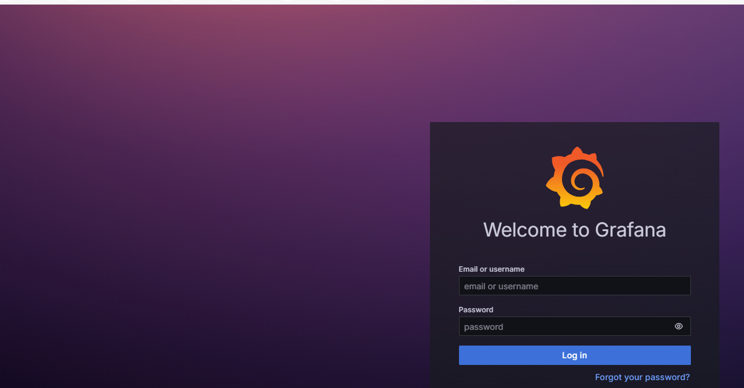 Welcome to Grafana
Email or username
email or username
Password
password
Log in
Forgot your password?